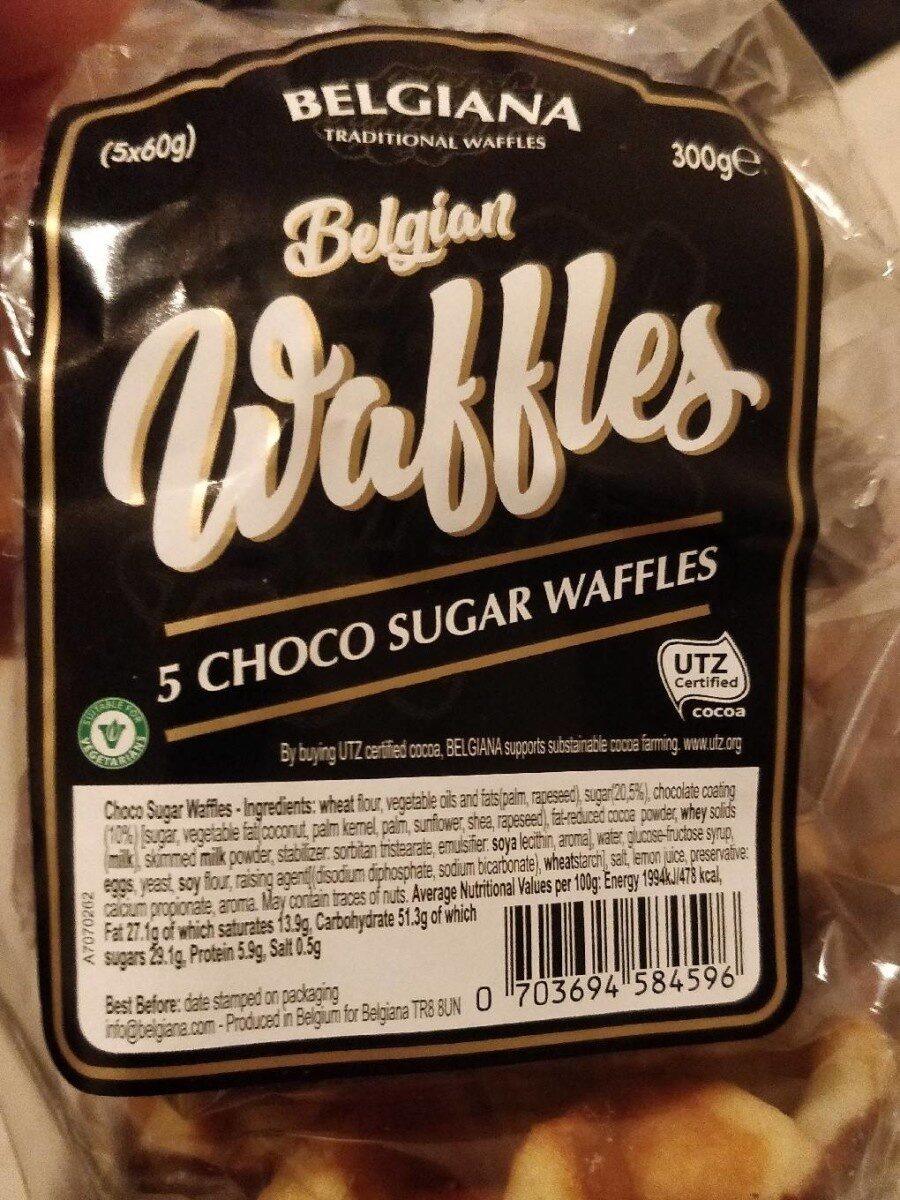 BELGIANA
TRADITIONAL WAFFLES
(5x60g)
300g℮
Belgian
Waffles
5 CHOCO SUGAR WAFFLES
UTZ
Certified
cocoa
SUITABLE FOR
VEGETARIANS
By buying UTZ certified cocoa, BELGIANA supports substainable cocoa farming. www.utz.org
Choco Sugar Waffles - Ingredients: wheat flour, vegetable oils and fats(palm, rapeseed), sugar(20,5%), chocolate coating
(10%) [sugar, vegetable fat(coconut, palm kernel, palm, sunflower, shea, rapeseed), fat-reduced cocoa powder, whey solids
(milk), skimmed milk powder, stabilizer: sorbitan tristearate, emulsifier: soya lecithin, aroma], water, glucose-fructose syrup,
eggs, yeast, soy flour, raising agent((disodium diphosphate, sodium bicarbonate), wheatstarch), salt, lemon juice, preservative:
calcium propionate, aroma. May contain traces of nuts. Average Nutritional Values per 100g: Energy 1994kJ/478 kcal,
Fat 27.1g of which saturates 13.9g, Carbohydrate 51.3g of which
sugars 29.1g, Protein 5.9g, Salt 0.5g
A7070262
Best Before: date stamped on packaging
info@belgiana.com - Produced in Belgium for Belgiana TR8 8UN
0 703694 584596